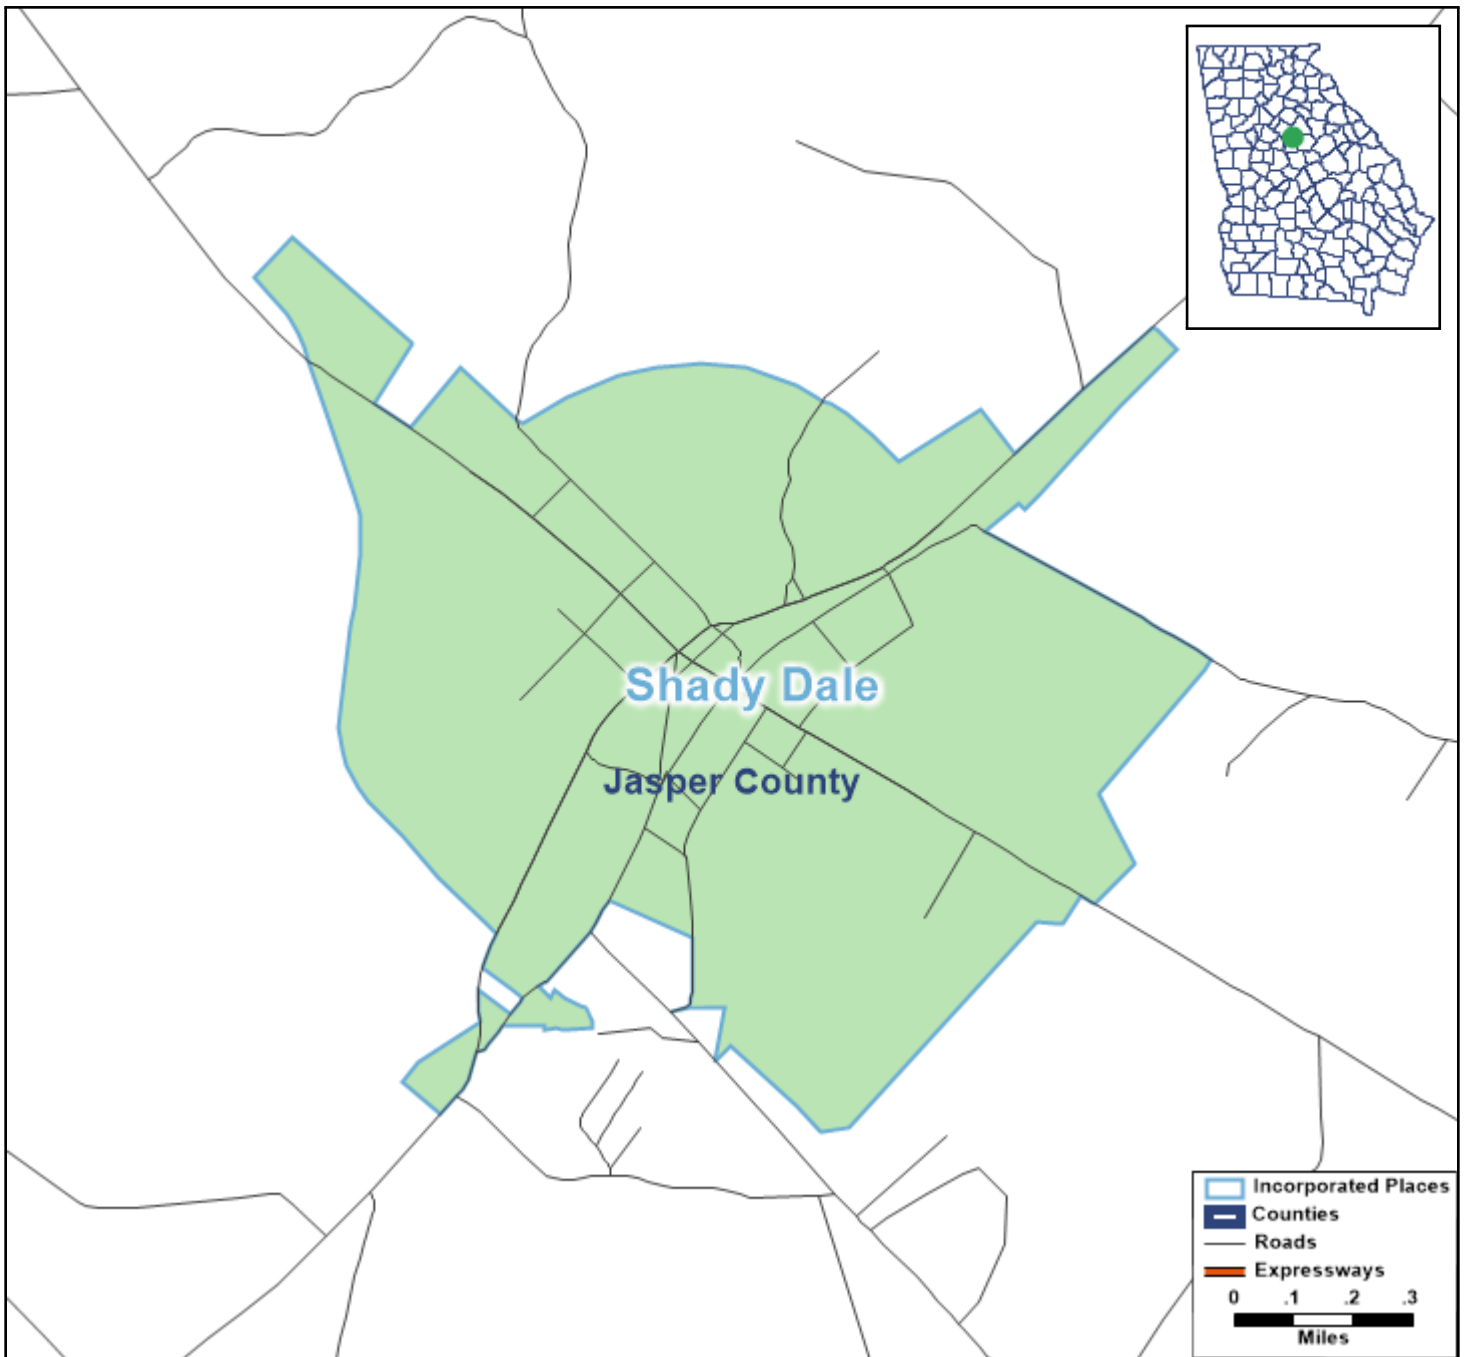 Shady Dale
Jasper County
Incorporated Places
Counties
Roads
Expressways
0 .1 .2 .3
Miles